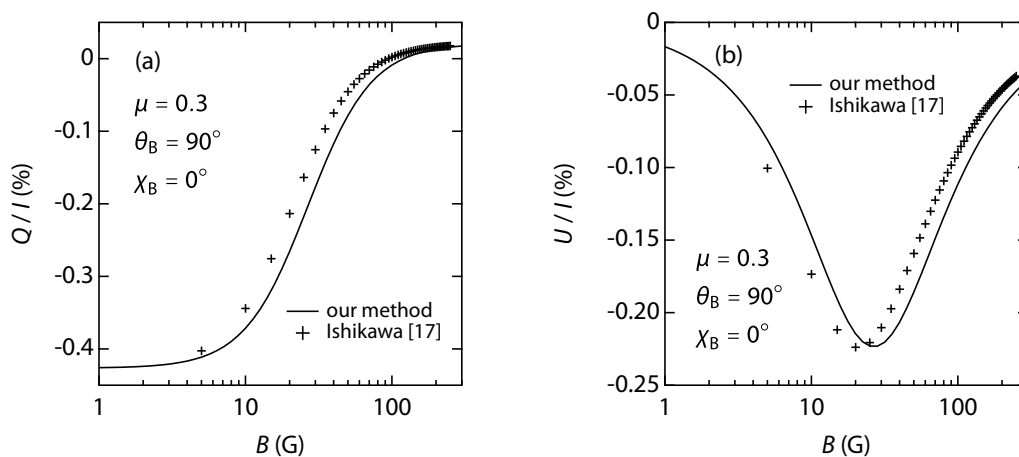 (a)
μ = 0.3
θB = 90°
χB = 0°
our method
Ishikawa [17]
0
-0.1
-0.2
-0.3
-0.4
Q / I (%)
1
10
100
B (G)
(b)
our method
Ishikawa [17]
μ = 0.3
θB = 90°
χB = 0°
0
-0.05
-0.10
-0.15
-0.20
-0.25
U / I (%)
1
10
100
B (G)